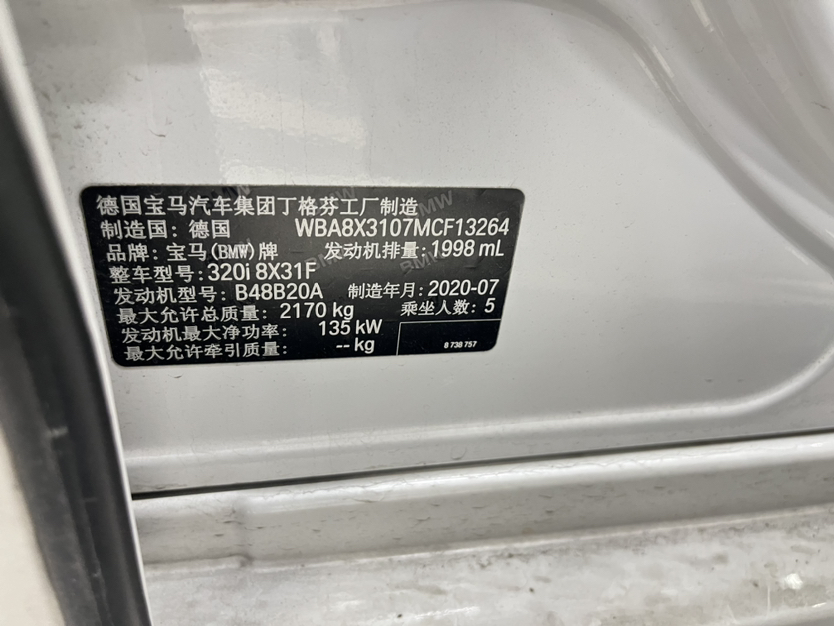 德国宝马汽车集团丁格芬工厂制造
制造国：德国 WBA8X3107MCF13264
品牌：宝马(BMW)牌 发动机排量：1998 mL
整车型号：320i 8X31F
发动机型号：B48B20A 制造年月：2020-07
最大允许总质量：2170 kg 乘坐人数：5
发动机最大净功率：135 kW
最大允许牵引质量：-- kg
8 738 757